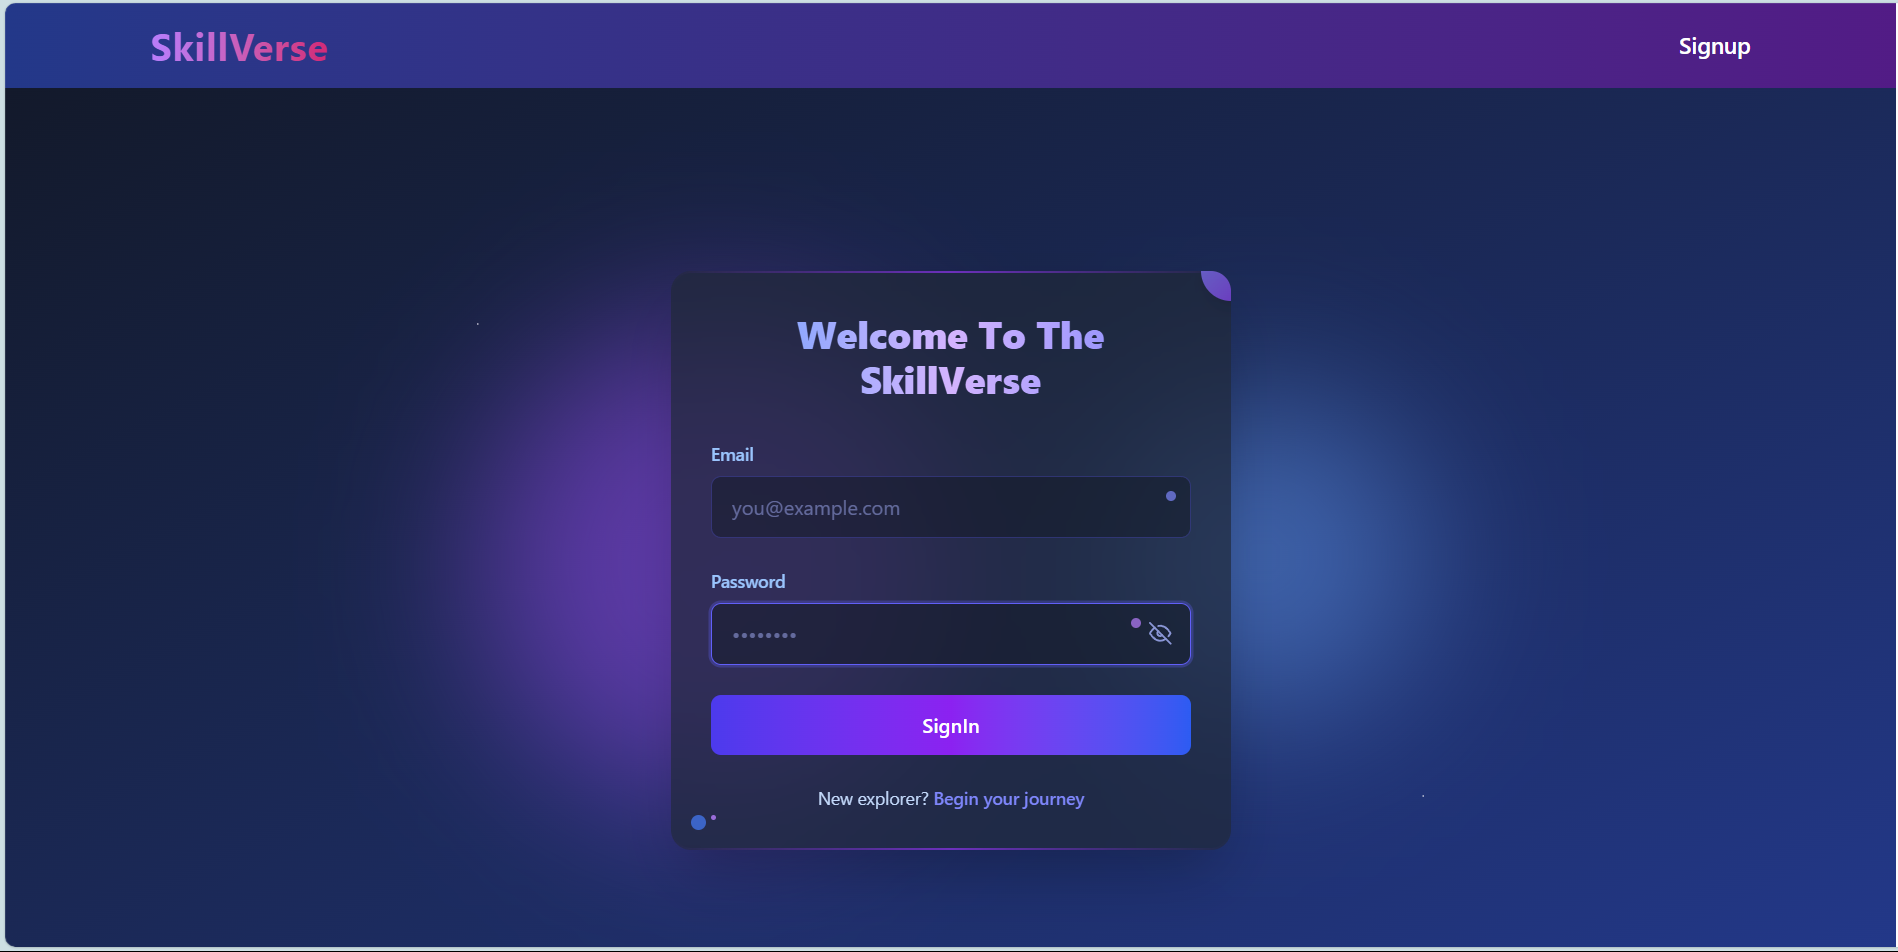 SkillVerse
Signup
Welcome To The
SkillVerse
Email
you@example.com
Password
••••••••
SignIn
New explorer? Begin your journey